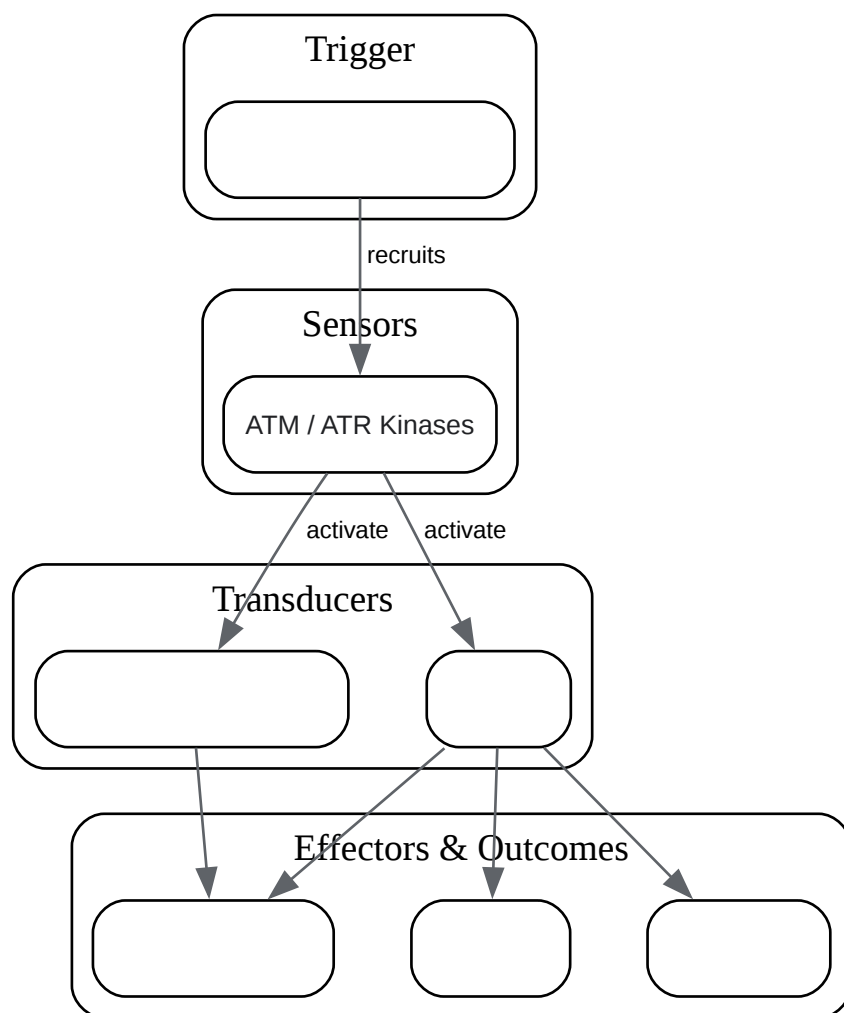 Trigger
recruits
Sensors
ATM / ATR Kinases
activate
activate
Transducers
Effectors & Outcomes